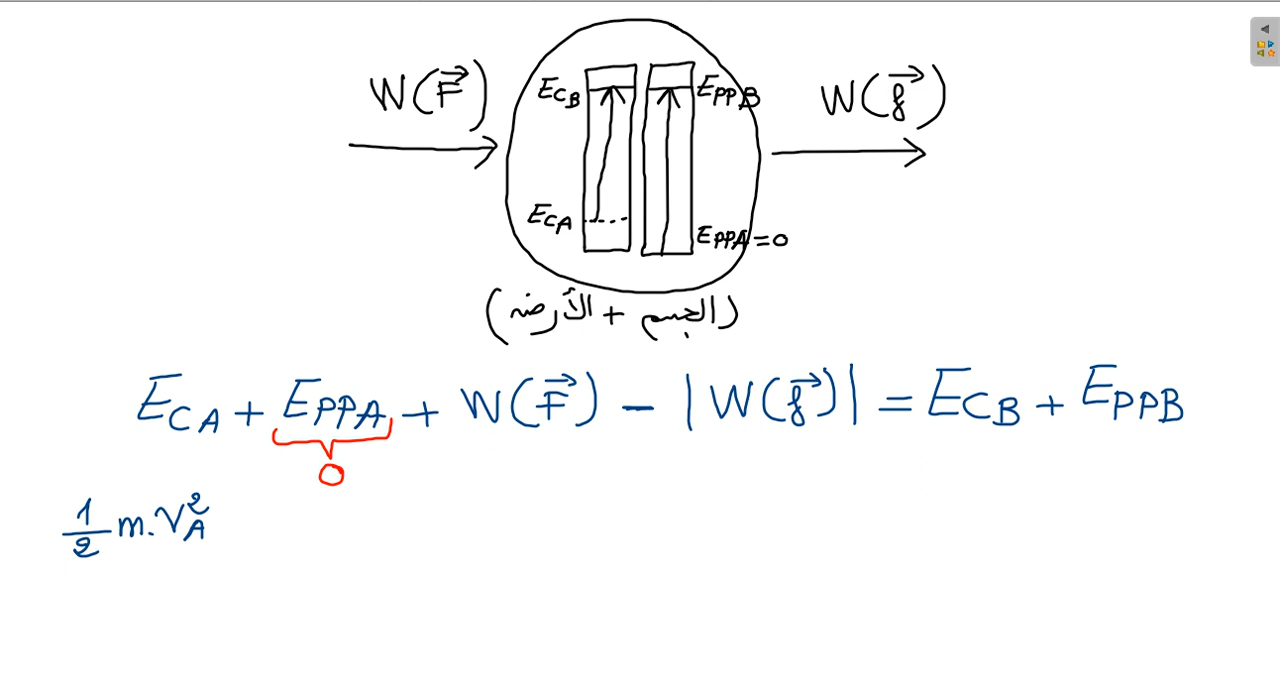 W(F⃗)
E_CB
E_PPB
W(f⃗)
E_CA
E_PPA = 0
(الجسم + الأرض)
E_CA + E_PPA + W(F⃗) - |W(f⃗)| = E_CB + E_PPB
0
1/2 m.V_A^2